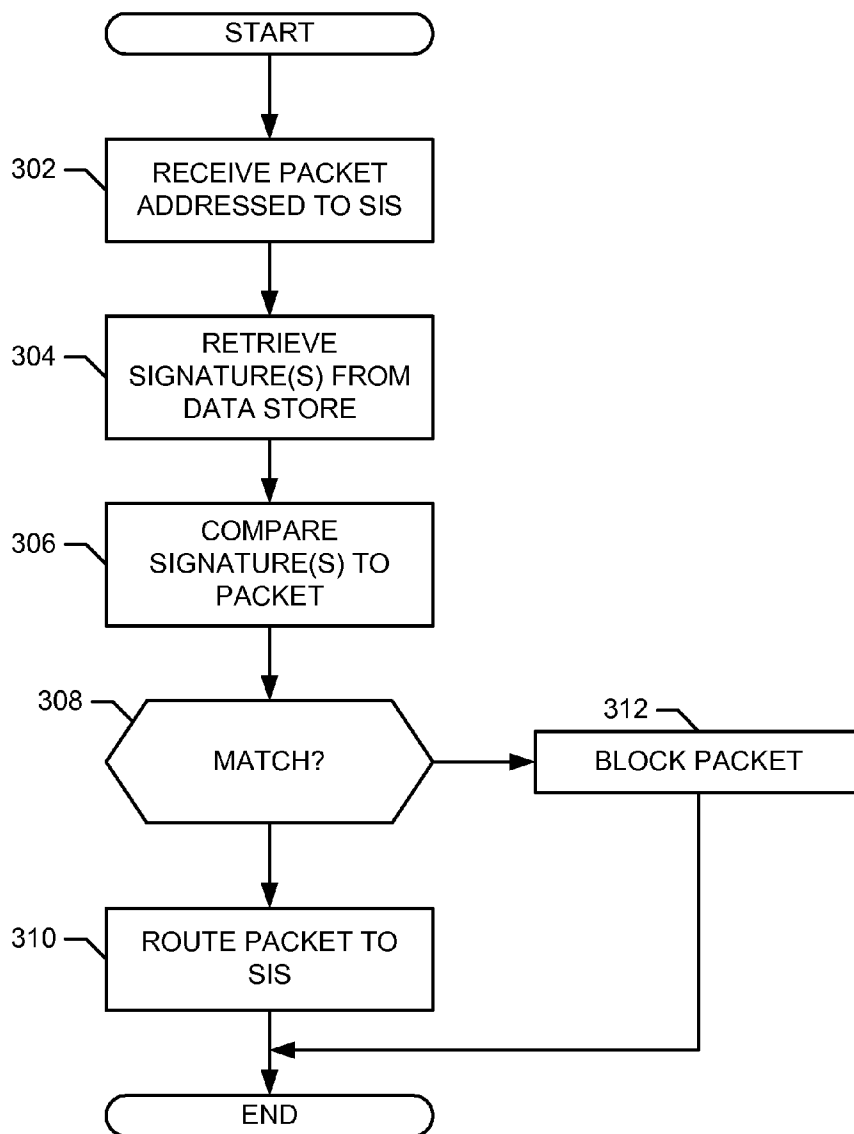 START
302
RECEIVE PACKET
ADDRESSED TO SIS
304
RETRIEVE
SIGNATURE(S) FROM
DATA STORE
306
COMPARE
SIGNATURE(S) TO
PACKET
308
MATCH?
312
BLOCK PACKET
310
ROUTE PACKET TO
SIS
END